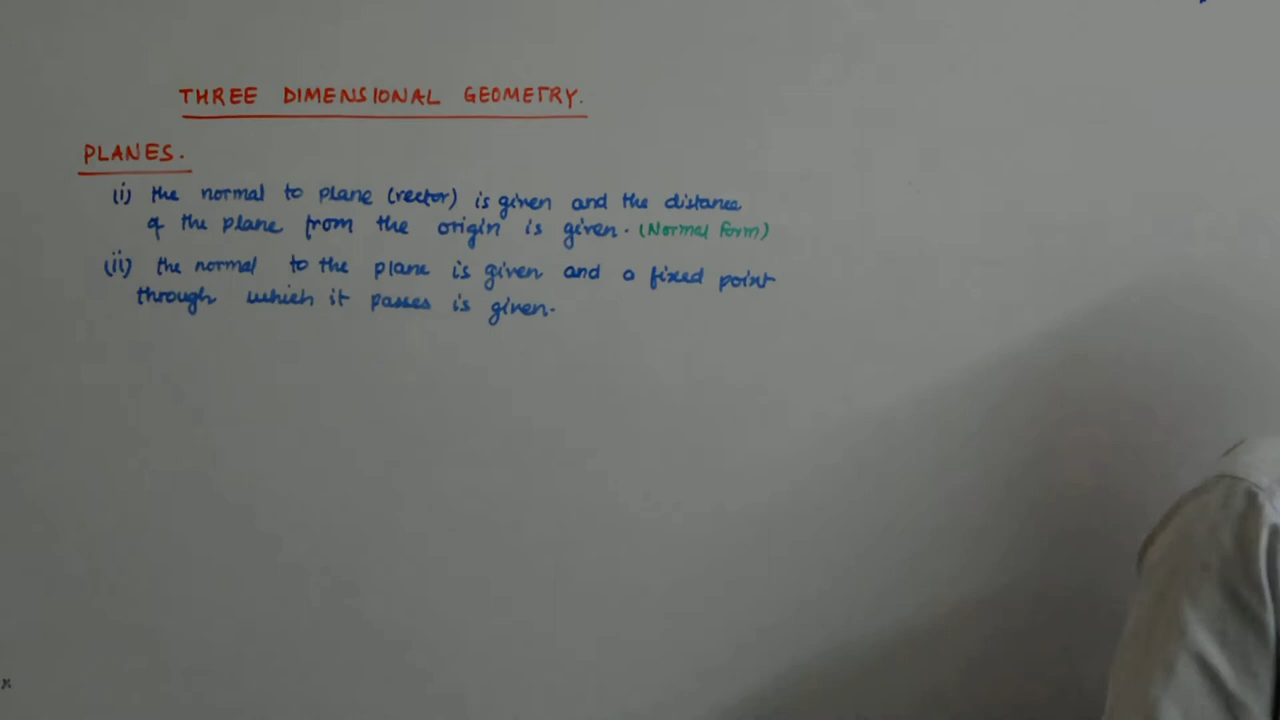 THREE DIMENSIONAL GEOMETRY.
PLANES.
(i) the normal to plane (vector) is given and the distance
of the plane from the origin is given. (Normal Form)
(ii) the normal to the plane is given and a fixed point
through which it passes is given.